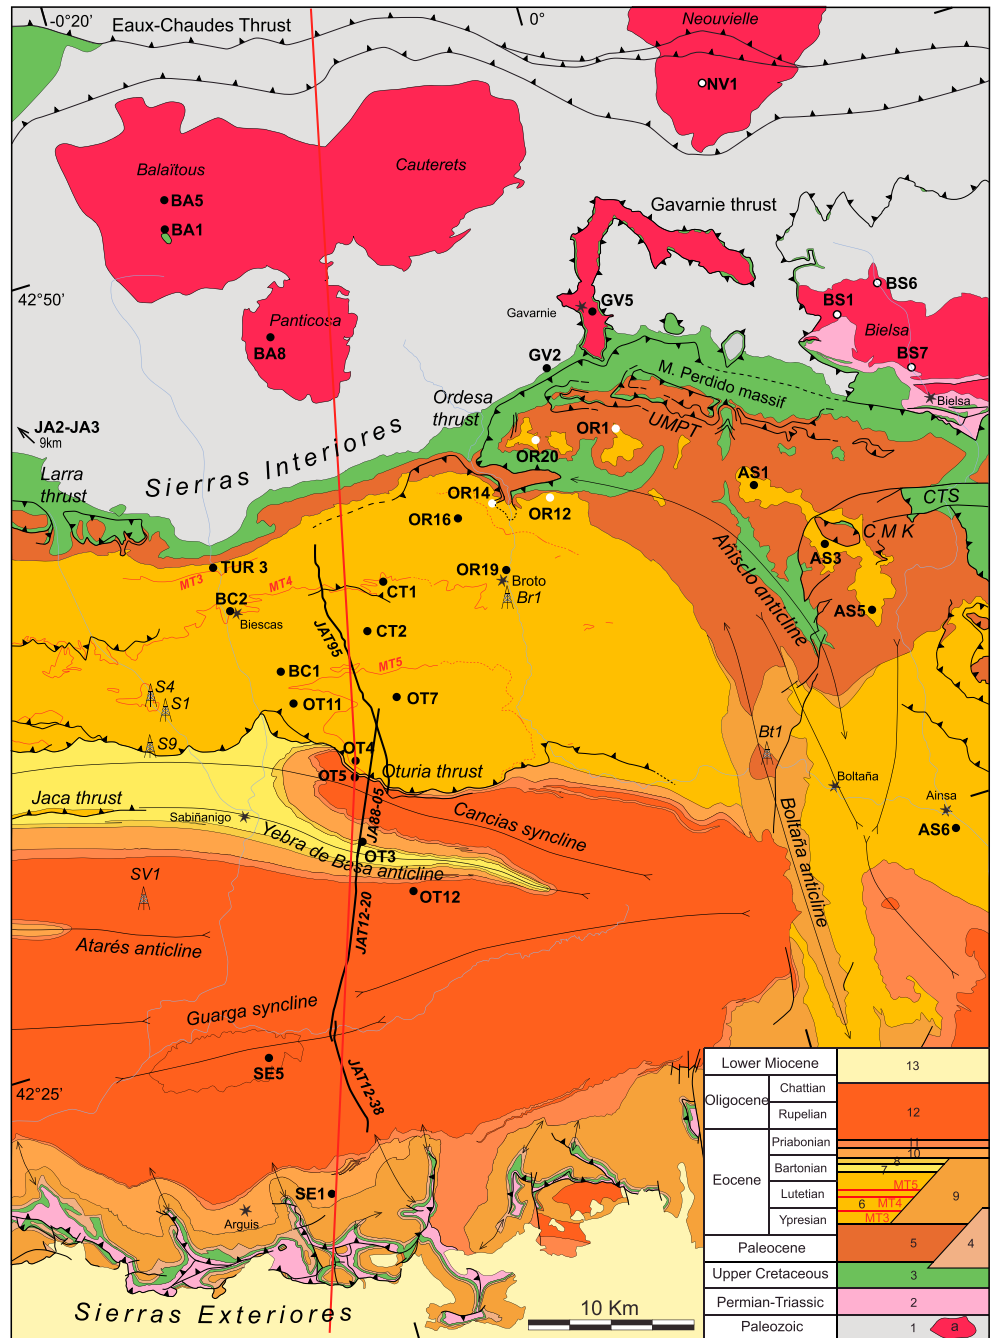 -0°20'
0°
Eaux-Chaudes Thrust
Neouvielle
NV1
Balaïtous
Cauterets
BA5
BA1
Gavarnie thrust
42°50'
Panticosa
BA8
Gavarnie
GV5
BS6
BS1
Bielsa
BS7
Bielsa
GV2
M. Perdido massif
Ordesa
thrust
UMPT
OR1
OR20
JA2-JA3
9km
Sierras Interiores
Larra
thrust
OR14
OR12
OR16
AS1
CTS
CMK
AS3
Añisclo anticline
TUR 3
MT3
MT4
OR19
Broto
Br1
CT1
BC2
Biescas
AS5
JAT95
CT2
BC1
MT5
S4
S1
OT11
OT7
S9
Bt1
OT4
OT5
Oturia thrust
Boltaña
Jaca thrust
Sabiñanigo
JA88-05
Cancias syncline
Ainsa
AS6
Yebra de Basa anticline
OT3
Boltaña anticline
SV1
OT12
JAT12-20
Atarés anticline
Guarga syncline
SE5
42°25'
JAT12-38
SE1
Arguis
Sierras Exteriores
10 Km
Lower Miocene 13
Oligocene Chattian 12
Rupelian
Eocene Priabonian 11
10
Bartonian 8
7
Lutetian MT5
6 MT4 9
Ypresian MT3
Paleocene 5 4
Upper Cretaceous 3
Permian-Triassic 2
Paleozoic 1 a